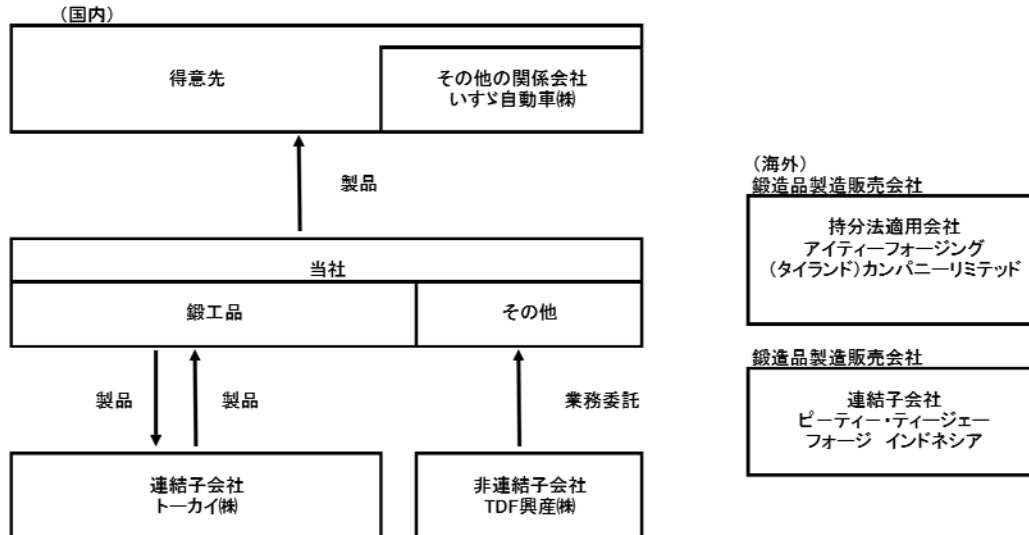 (国内)
得意先
その他の関係会社
いすゞ自動車㈱
製品
当社
鍛工品
その他
製品
製品
業務委託
連結子会社
トーカイ㈱
非連結子会社
TDF興産㈱
(海外)
鍛造品製造販売会社
持分法適用会社
アイティーフォージング
(タイランド)カンパニーリミテッド
鍛造品製造販売会社
連結子会社
ピーティー・ティージェー
フォージ インドネシア